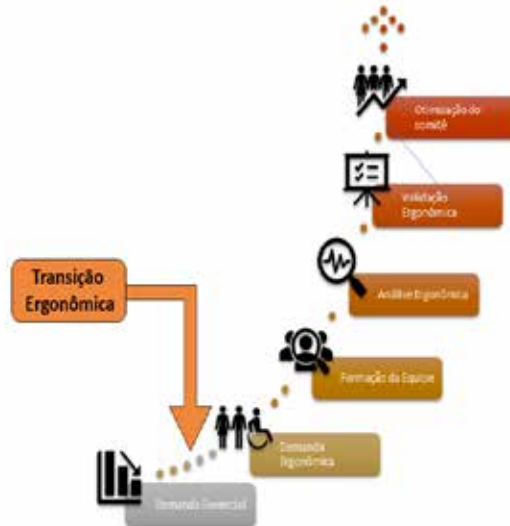 Otimização do
comitê
Validação
Ergonômica
Análise Ergonômica
Transição
Ergonômica
Formação da Equipe
Demanda
Ergonômica
Demanda Gerencial